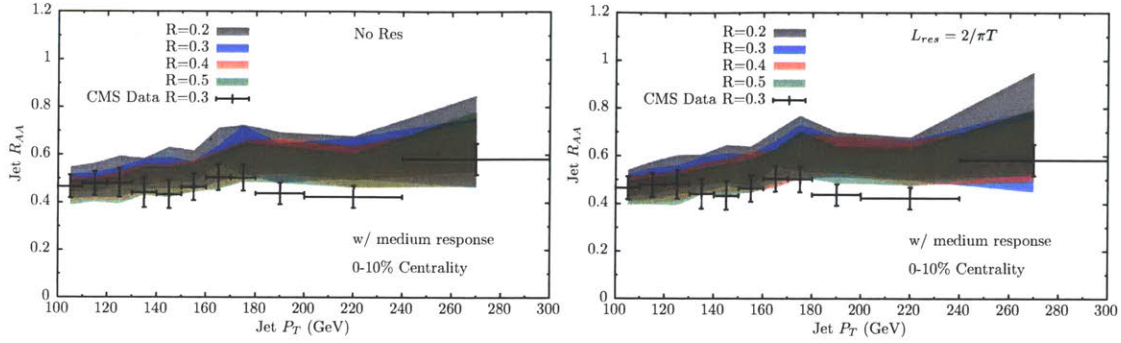 1.2
1
0.8
0.6
0.4
0.2
0
Jet R_AA
R=0.2
R=0.3
R=0.4
R=0.5
CMS Data R=0.3
No Res
w/ medium response
0-10% Centrality
100 120 140 160 180 200 220 240 260 280 300
Jet P_T (GeV)
1.2
1
0.8
0.6
0.4
0.2
0
Jet R_AA
R=0.2
R=0.3
R=0.4
R=0.5
CMS Data R=0.3
L_res = 2/πT
w/ medium response
0-10% Centrality
100 120 140 160 180 200 220 240 260 280 300
Jet P_T (GeV)